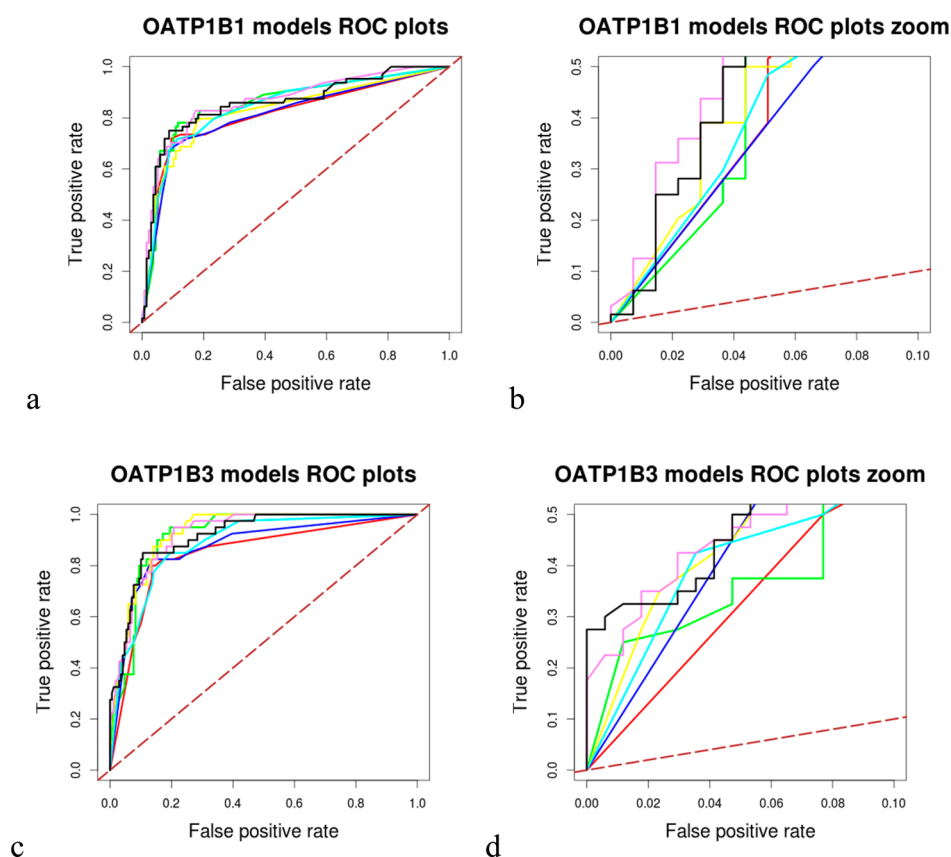 OATP1B1 models ROC plots
True positive rate
1.0
0.8
0.6
0.4
0.2
0.0
0.0 0.2 0.4 0.6 0.8 1.0
False positive rate
a
OATP1B1 models ROC plots zoom
True positive rate
0.5
0.4
0.3
0.2
0.1
0.0
0.00 0.02 0.04 0.06 0.08 0.10
False positive rate
b
OATP1B3 models ROC plots
True positive rate
1.0
0.8
0.6
0.4
0.2
0.0
0.0 0.2 0.4 0.6 0.8 1.0
False positive rate
c
OATP1B3 models ROC plots zoom
True positive rate
0.5
0.4
0.3
0.2
0.1
0.0
0.00 0.02 0.04 0.06 0.08 0.10
False positive rate
d